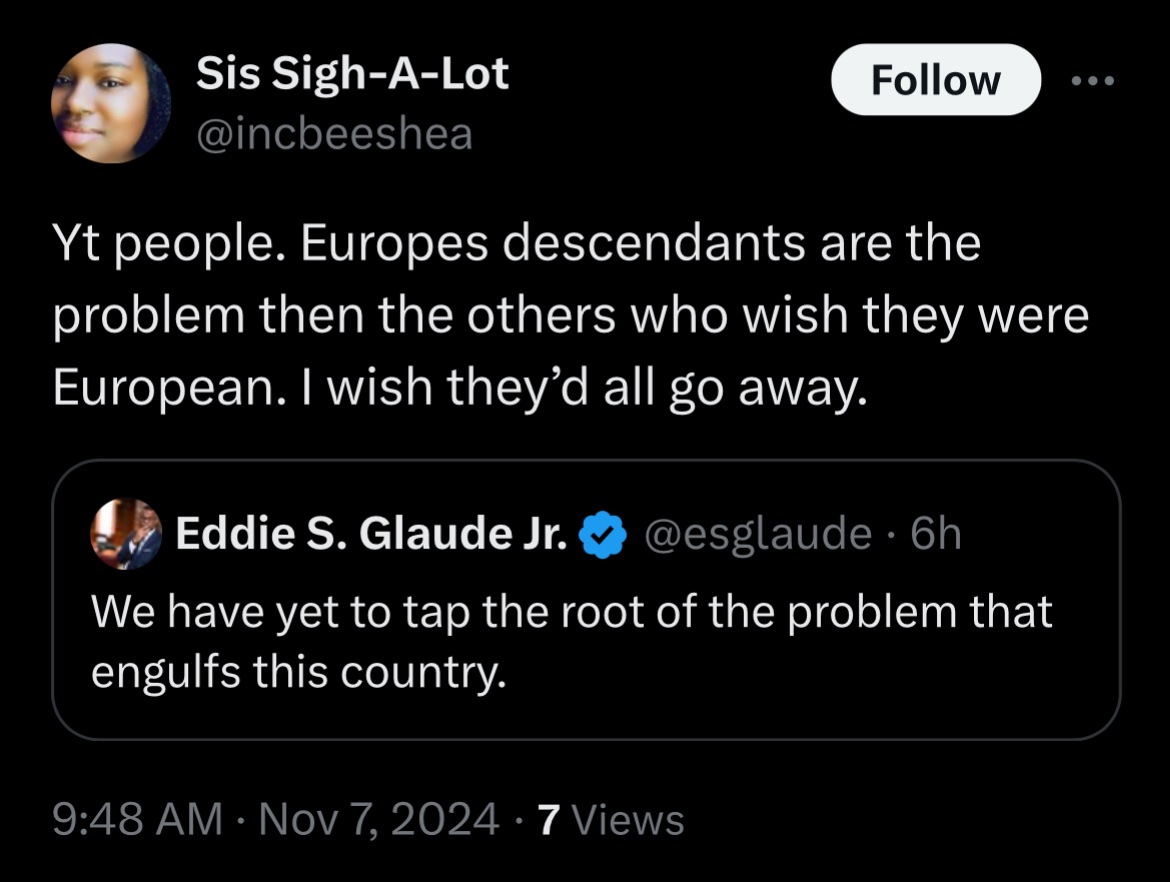 Sis Sigh-A-Lot
Follow
@incbeeshea
Yt people. Europes descendants are the
problem then the others who wish they were
European. I wish they’d all go away.
Eddie S. Glaude Jr. @esglaude · 6h
We have yet to tap the root of the problem that
engulfs this country.
9:48 AM · Nov 7, 2024 · 7 Views